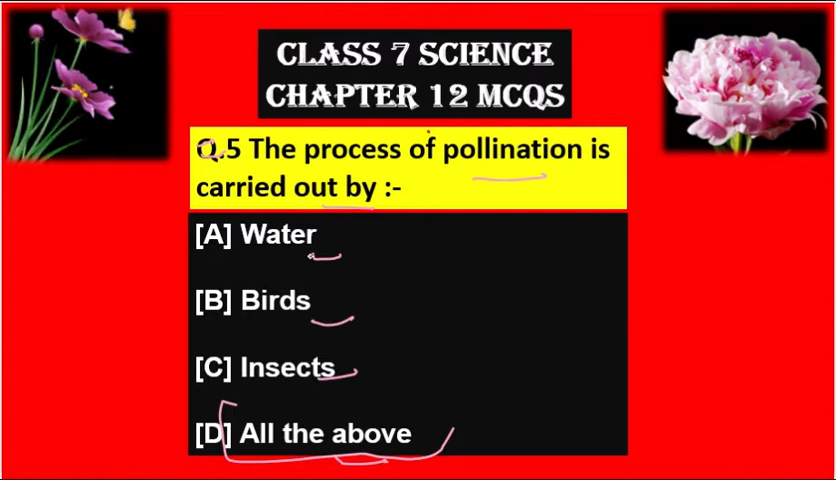 CLASS 7 SCIENCE
CHAPTER 12 MCQS
Q.5 The process of pollination is
carried out by :-
[A] Water
[B] Birds
[C] Insects
[D] All the above